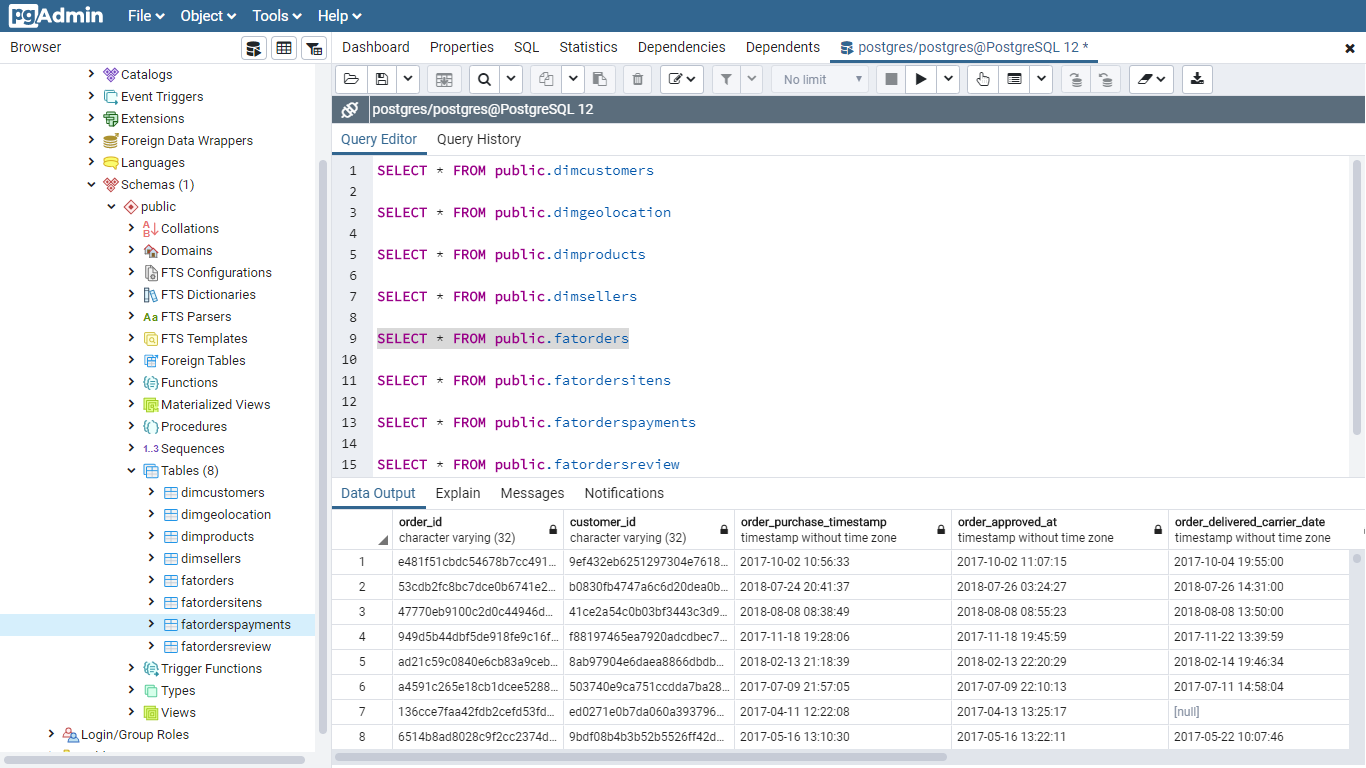 pgAdmin File Object Tools Help
Browser
Dashboard Properties SQL Statistics Dependencies Dependents postgres/postgres@PostgreSQL 12 *
Catalogs
Event Triggers
Extensions
Foreign Data Wrappers
Languages
Schemas (1)
public
Collations
Domains
FTS Configurations
FTS Dictionaries
FTS Parsers
FTS Templates
Foreign Tables
Functions
Materialized Views
Procedures
1..3 Sequences
Tables (8)
dimcustomers
dimgeolocation
dimproducts
dimsellers
fatorders
fatordersitens
fatorderspayments
fatordersreview
Trigger Functions
Types
Views
Login/Group Roles
No limit
postgres/postgres@PostgreSQL 12
Query Editor Query History
1 SELECT * FROM public.dimcustomers
2
3 SELECT * FROM public.dimgeolocation
4
5 SELECT * FROM public.dimproducts
6
7 SELECT * FROM public.dimsellers
8
9 SELECT * FROM public.fatorders
10
11 SELECT * FROM public.fatordersitens
12
13 SELECT * FROM public.fatorderspayments
14
15 SELECT * FROM public.fatordersreview
Data Output Explain Messages Notifications
order_id customer_id order_purchase_timestamp order_approved_at order_delivered_carrier_date
character varying (32) character varying (32) timestamp without time zone timestamp without time zone timestamp without time zone
1 e481f51cbdc54678b7cc491... 9ef432eb6251297304e7618... 2017-10-02 10:56:33 2017-10-02 11:07:15 2017-10-04 19:55:00
2 53cdb2fc8bc7dce0b6741e2... b0830fb4747a6c6d20dea0b... 2018-07-24 20:41:37 2018-07-26 03:24:27 2018-07-26 14:31:00
3 47770eb9100c2d0c44946d... 41ce2a54c0b03bf3443c3d9... 2018-08-08 08:38:49 2018-08-08 08:55:23 2018-08-08 13:50:00
4 949d5b44dbf5de918fe9c16f... f88197465ea7920adcdbec7... 2017-11-18 19:28:06 2017-11-18 19:45:59 2017-11-22 13:39:59
5 ad21c59c0840e6cb83a9ceb... 8ab97904e6daea8866dbdb... 2018-02-13 21:18:39 2018-02-13 22:20:29 2018-02-14 19:46:34
6 a4591c265e18cb1dcee5288... 503740e9ca751ccdda7ba28... 2017-07-09 21:57:05 2017-07-09 22:10:13 2017-07-11 14:58:04
7 136cce7faa42fdb2cefd53fd... ed0271e0b7da060a393796... 2017-04-11 12:22:08 2017-04-13 13:25:17 [null]
8 6514b8ad8028c9f2cc2374d... 9bdf08b4b3b52b5526ff42d... 2017-05-16 13:10:30 2017-05-16 13:22:11 2017-05-22 10:07:46